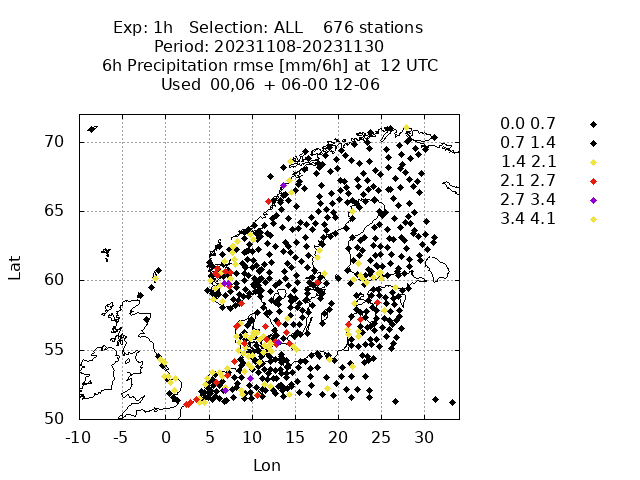 Exp: 1h   Selection: ALL    676 stations
Period: 20231108-20231130
6h Precipitation rmse [mm/6h] at  12 UTC
Used  00,06  + 06-00 12-06
0.0 0.7
0.7 1.4
1.4 2.1
2.1 2.7
2.7 3.4
3.4 4.1
70
65
60
55
50
Lat
-10 -5 0 5 10 15 20 25 30
Lon